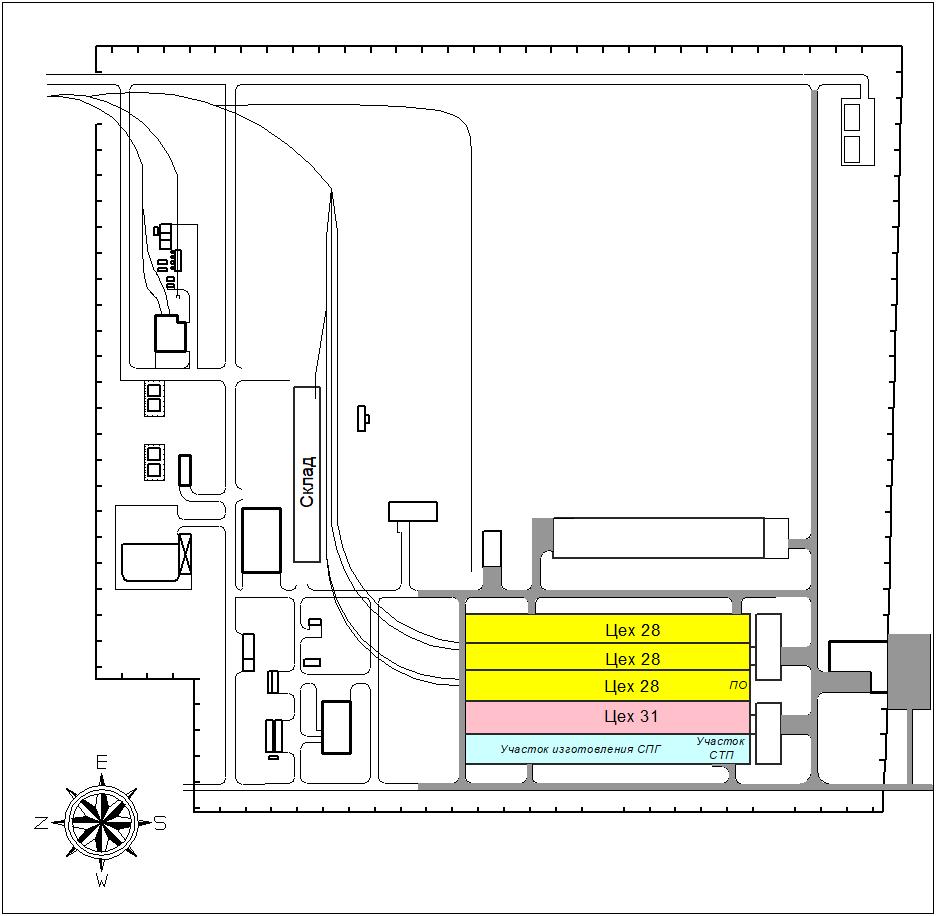 Склад
Цех 28
Цех 28
Цех 28
ПО
Цех 31
Участок изготовления СПГ
Участок
СТП
E
Z
S
W